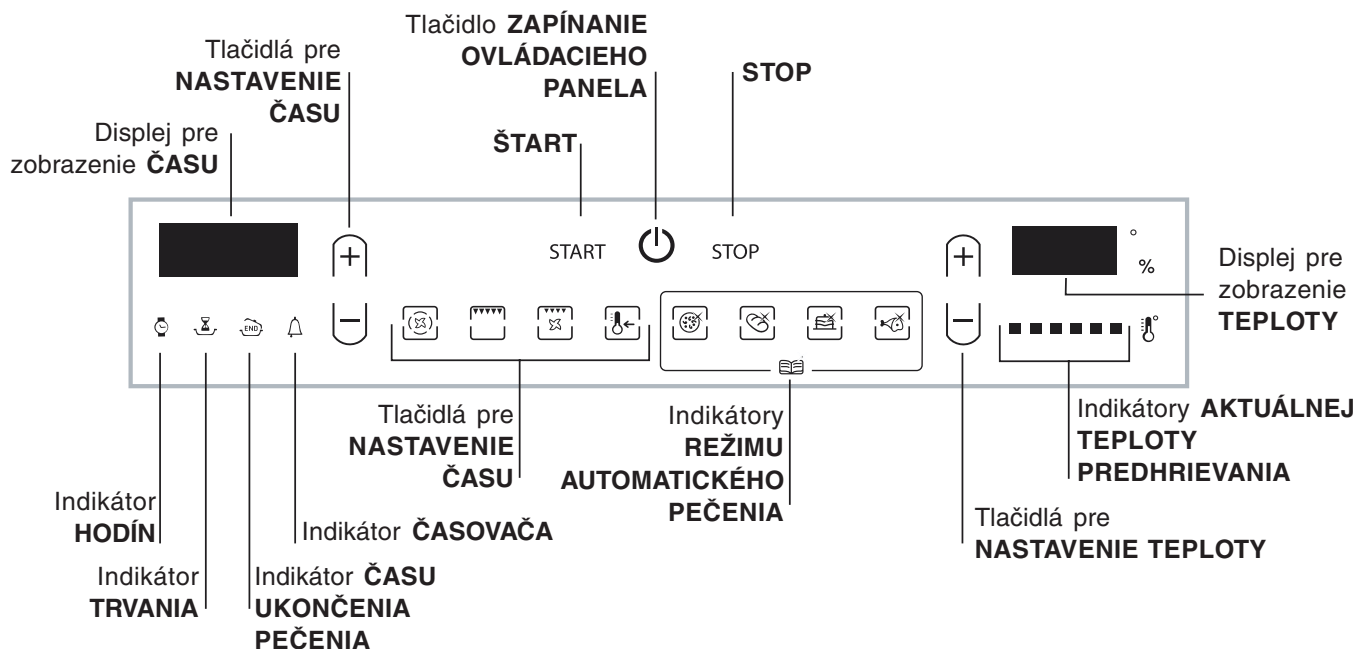 Tlačidlo ZAPÍNANIE
OVLÁDACIEHO
PANELA
Tlačidlá pre
NASTAVENIE
ČASU
STOP
Displej pre
zobrazenie ČASU
ŠTART
START
STOP
°
%
Displej pre
zobrazenie
TEPLOTY
+
−
END
+
−
°
Tlačidlá pre
NASTAVENIE
ČASU
Indikátory
REŽIMU
AUTOMATICKÉHO
PEČENIA
Indikátory AKTUÁLNEJ
TEPLOTY
PREDHRIEVANIA
Indikátor
HODÍN
Indikátor ČASOVAČA
Tlačidlá pre
NASTAVENIE TEPLOTY
Indikátor
TRVANIA
Indikátor ČASU
UKONČENIA
PEČENIA